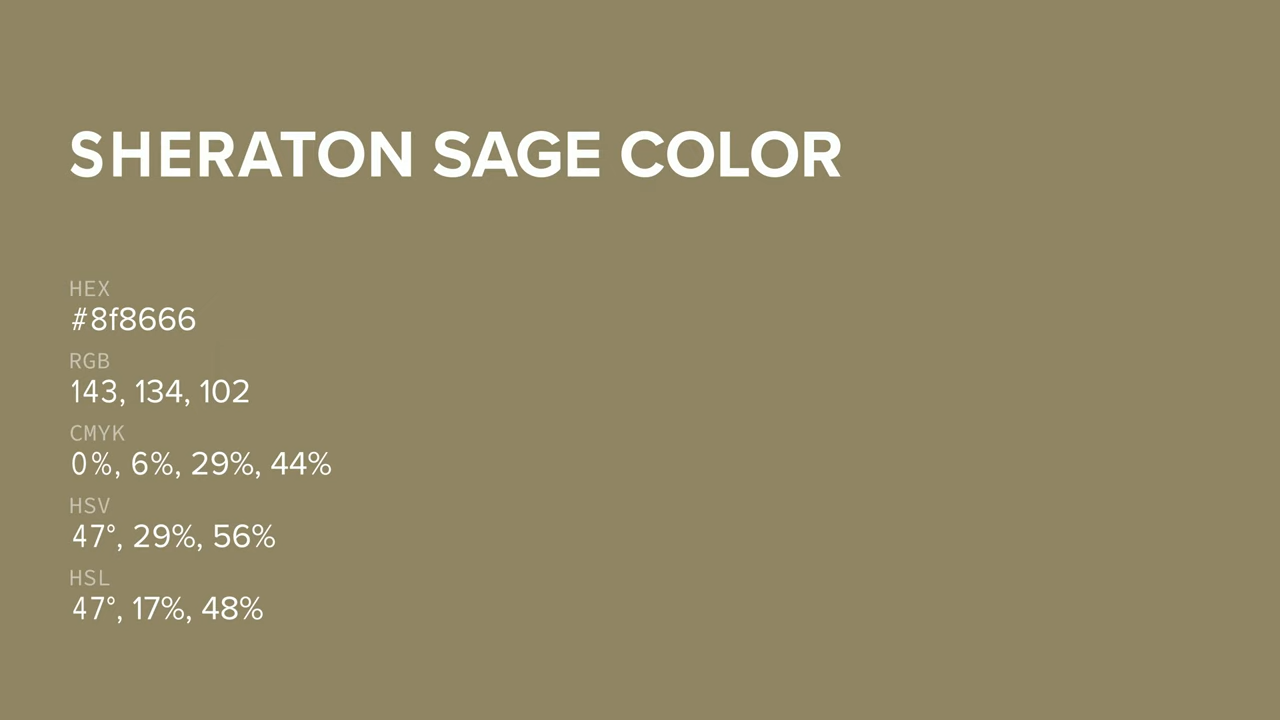 SHERATON SAGE COLOR
HEX
#8f8666
RGB
143, 134, 102
CMYK
0%, 6%, 29%, 44%
HSV
47°, 29%, 56%
HSL
47°, 17%, 48%